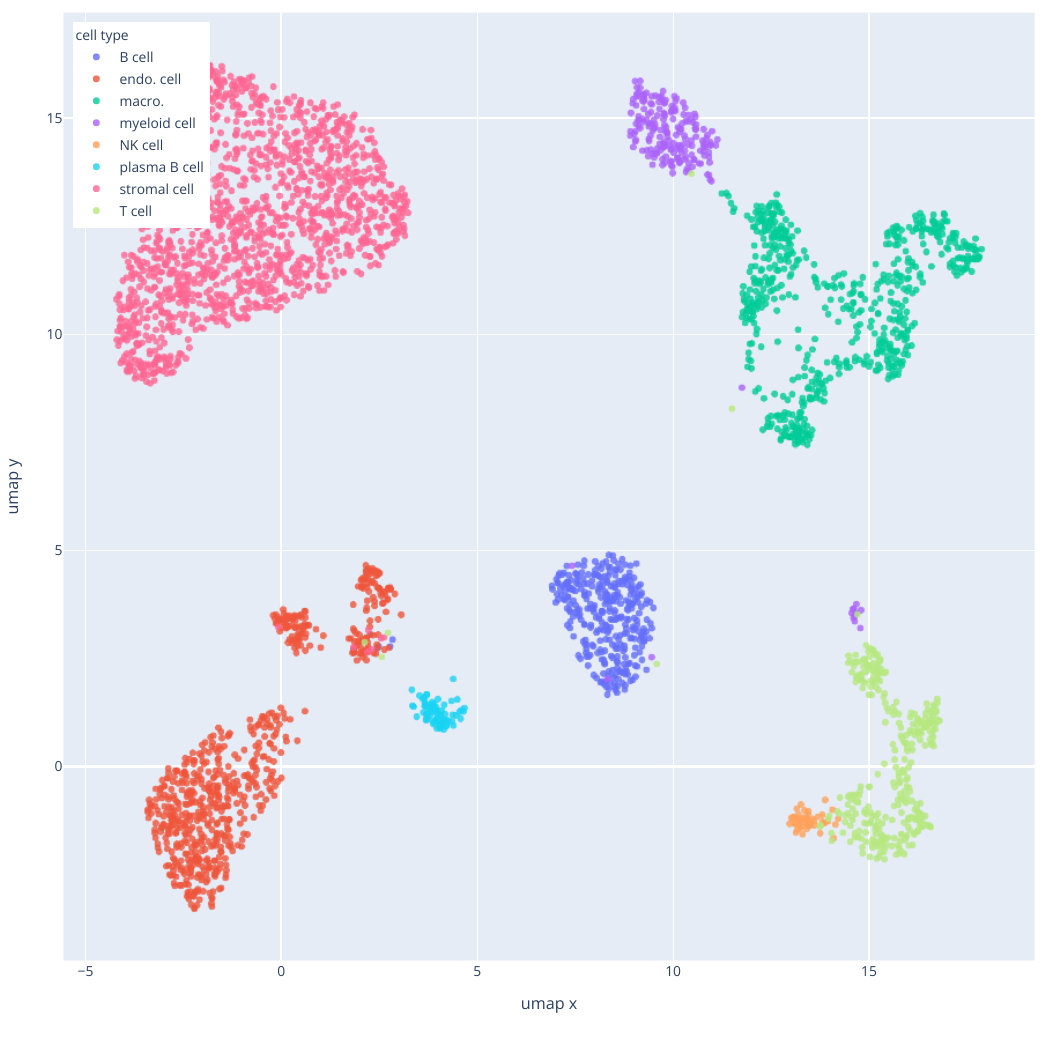 cell type
B cell
endo. cell
macro.
myeloid cell
NK cell
plasma B cell
stromal cell
T cell
15
10
5
0
umap y
−5
0
5
10
15
umap x